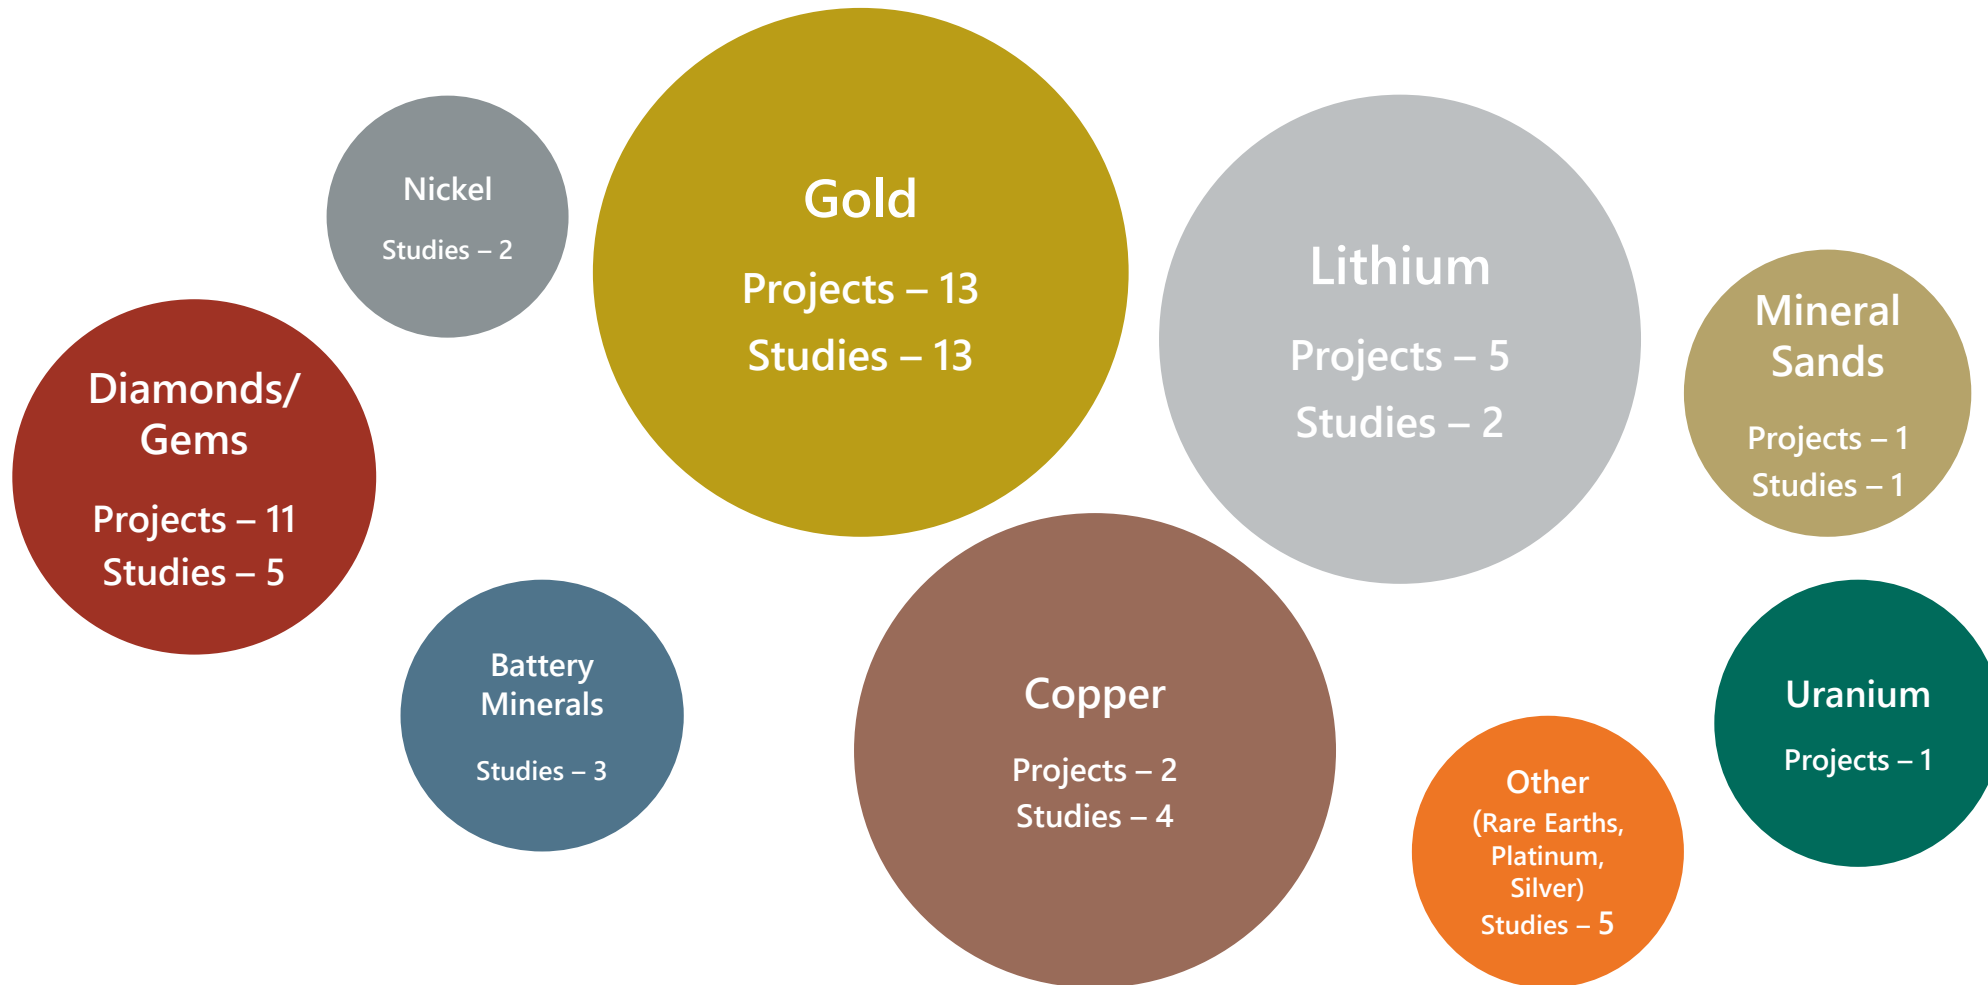 Nickel
Studies – 2
Gold
Projects – 13
Studies – 13
Lithium
Projects – 5
Studies – 2
Mineral
Sands
Projects – 1
Studies – 1
Diamonds/
Gems
Projects – 11
Studies – 5
Battery
Minerals
Studies – 3
Copper
Projects – 2
Studies – 4
Other
(Rare Earths,
Platinum,
Silver)
Studies – 5
Uranium
Projects – 1